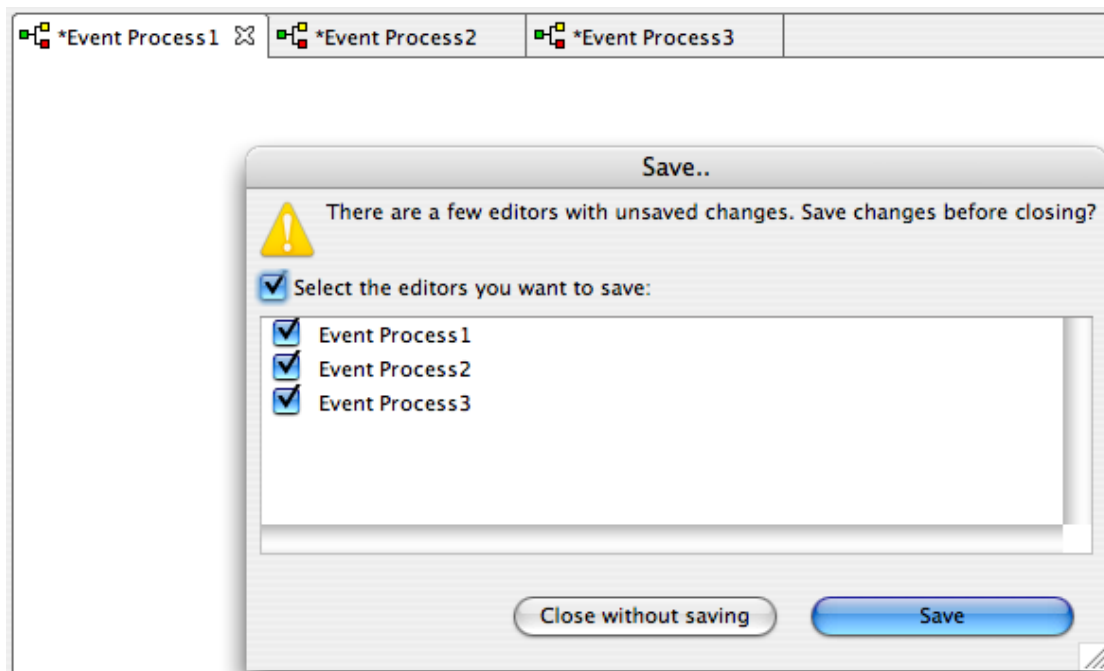 *Event Process1 *Event Process2 *Event Process3
Save..
There are a few editors with unsaved changes. Save changes before closing?
Select the editors you want to save:
Event Process1
Event Process2
Event Process3
Close without saving Save